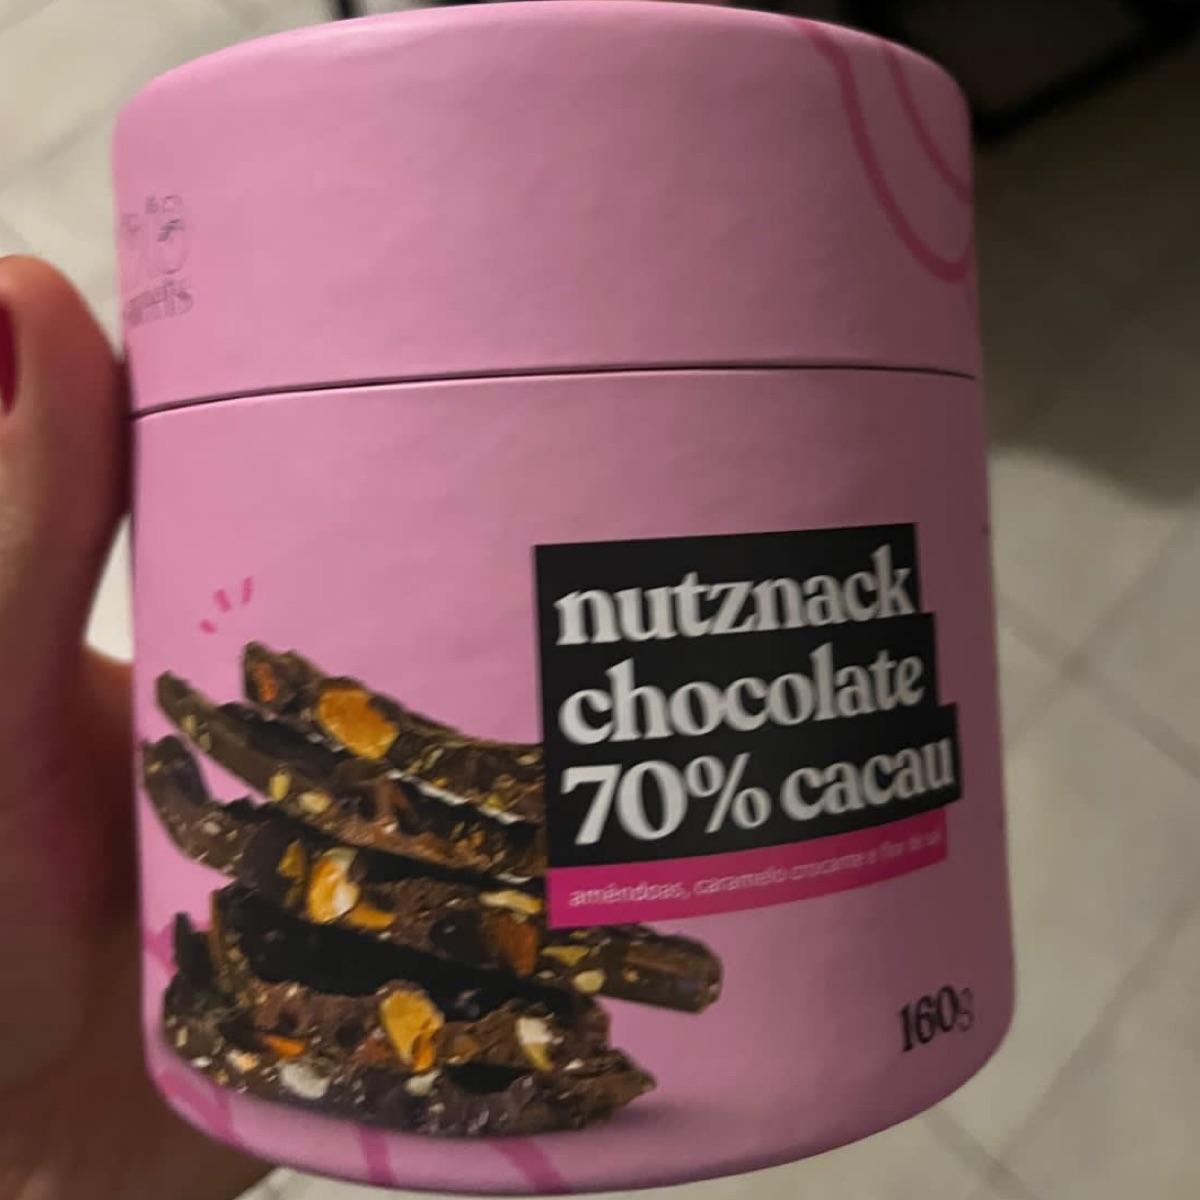 nutznack
chocolate
70% cacau
amêndoas, caramelo crocante e flor de sal
160g